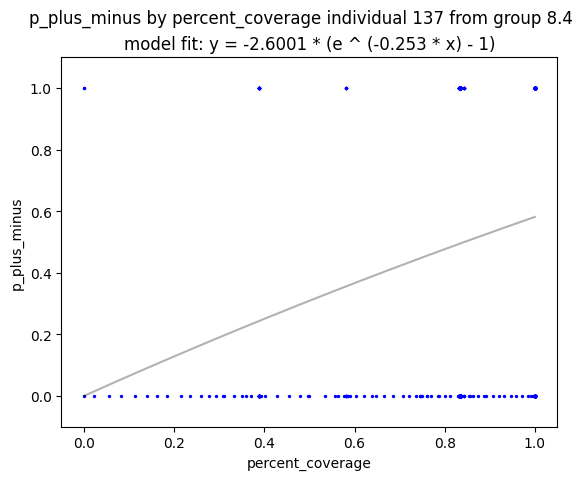 p_plus_minus by percent_coverage individual 137 from group 8.4
model fit: y = -2.6001 * (e ^ (-0.253 * x) - 1)
1.0
0.8
0.6
0.4
0.2
0.0
p_plus_minus
0.0 0.2 0.4 0.6 0.8 1.0
percent_coverage